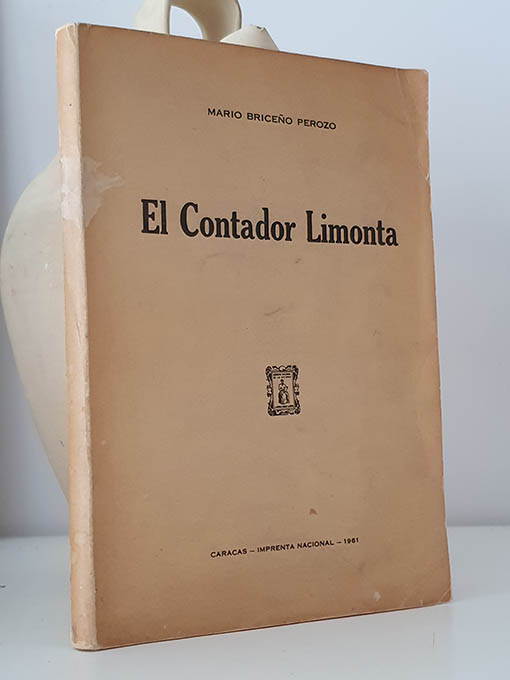 MARIO BRICEÑO PEROZO
El Contador Limonta
CARACAS — IMPRENTA NACIONAL — 1961